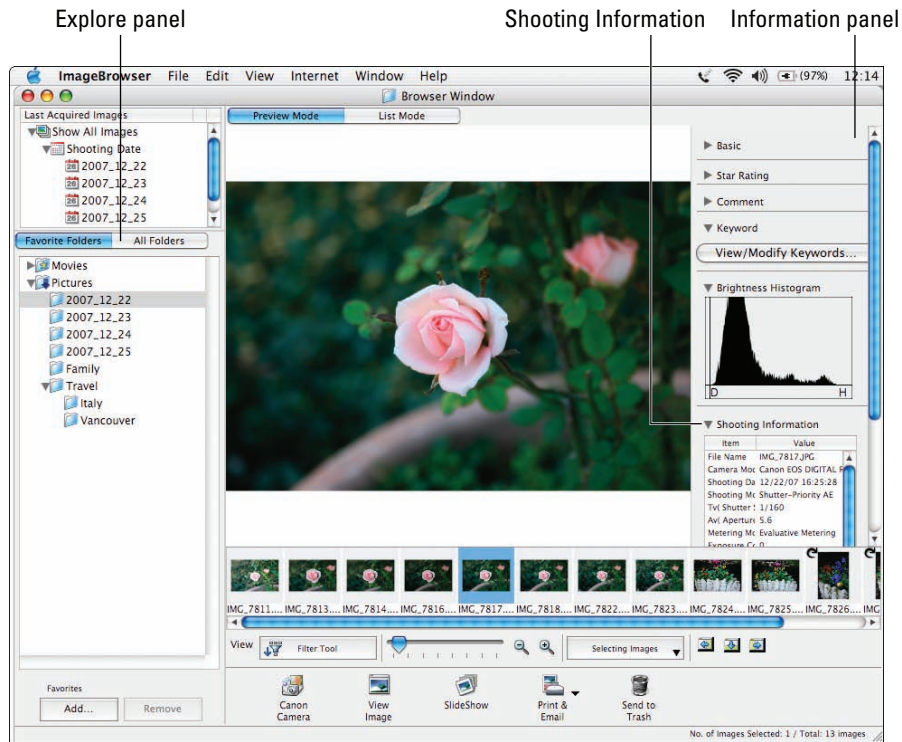 Explore panel
Shooting Information
Information panel
ImageBrowser File Edit View Internet Window Help (97%) 12:14
Browser Window
Last Acquired Images
Show All Images
Shooting Date
2007_12_22
2007_12_23
2007_12_24
2007_12_25
Favorite Folders All Folders
Movies
Pictures
2007_12_22
2007_12_23
2007_12_24
2007_12_25
Family
Travel
Italy
Vancouver
Favorites
Add... Remove
Preview Mode List Mode
Basic
Star Rating
Comment
Keyword
View/Modify Keywords...
Brightness Histogram
D H
Shooting Information
Item Value
File Name IMG_7817.JPG
Camera Moc Canon EOS DIGITAL
Shooting Da 12/22/07 16:25:28
Shooting Mc Shutter-Priority AE
Tv( Shutter 1/160
Av( Aperture 5.6
Metering Mc Evaluative Metering
Exposure Cc 0
IMG_7811.... IMG_7813.... IMG_7814.... IMG_7816.... IMG_7817.... IMG_7818.... IMG_7822.... IMG_7823.... IMG_7824.... IMG_7825.... IMG_7826.... IMG
View Filter Tool Selecting Images
Canon Camera
View Image
SlideShow
Print & Email
Send to Trash
No. of Images Selected: 1 / Total: 13 images